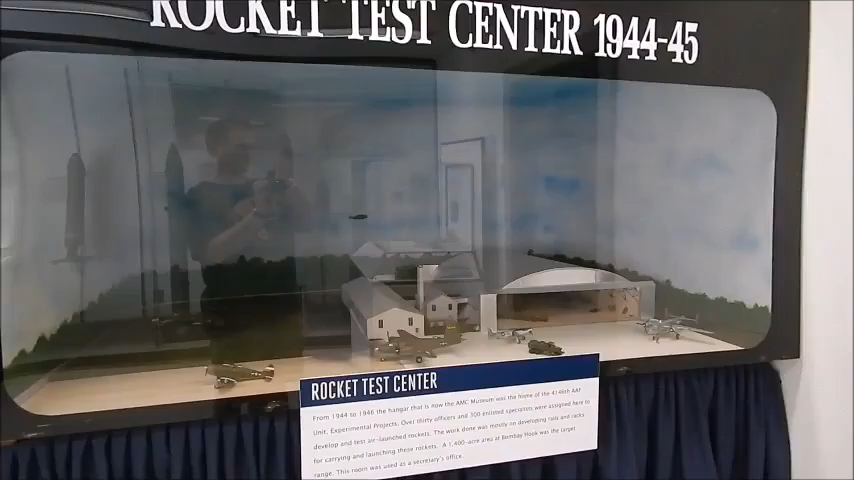 ROCKET TEST CENTER 1944-45
ROCKET TEST CENTER
From 1944 to 1946 the hangar that is now the AMC Museum was the home of the 4146th AAF
Unit, Experimental Projects. Over thirty officers and 300 enlisted specialists were assigned here to
develop and test air-launched rockets. The work done was mostly on developing rails and racks
for carrying and launching these rockets. A 1,400-acre area at Bombay Hook was the target
range. This room was used as a secretary's office.